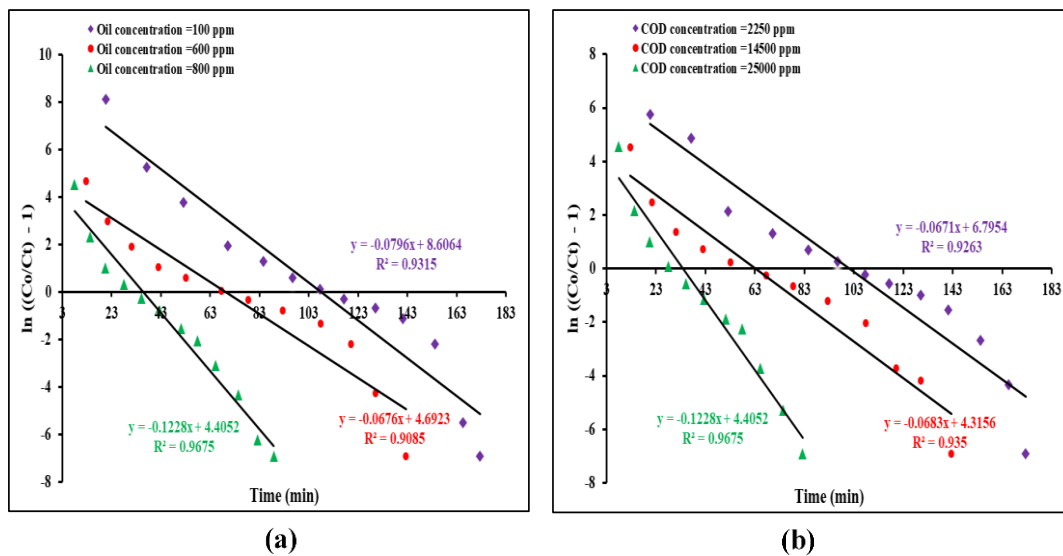 ◆Oil concentration =100 ppm
●Oil concentration =600 ppm
▲Oil concentration =800 ppm
10
8
6
4
2
0
-2
-4
-6
-8
ln ((Co/Ct) - 1)
3 23 43 63 83 103 123 143 163 183
y = -0.0796x + 8.6064
R² = 0.9315
y = -0.1228x + 4.4052
R² = 0.9675
y = -0.0676x + 4.6923
R² = 0.9085
Time (min)
(a)
◆COD concentration =2250 ppm
●COD concentration =14500 ppm
▲COD concentration =25000 ppm
8
6
4
2
0
-2
-4
-6
-8
ln ((Co/Ct) - 1)
3 23 43 63 83 103 123 143 163 183
y = -0.0671x + 6.7954
R² = 0.9263
y = -0.1228x + 4.4052
R² = 0.9675
y = -0.0683x + 4.3156
R² = 0.935
Time (min)
(b)